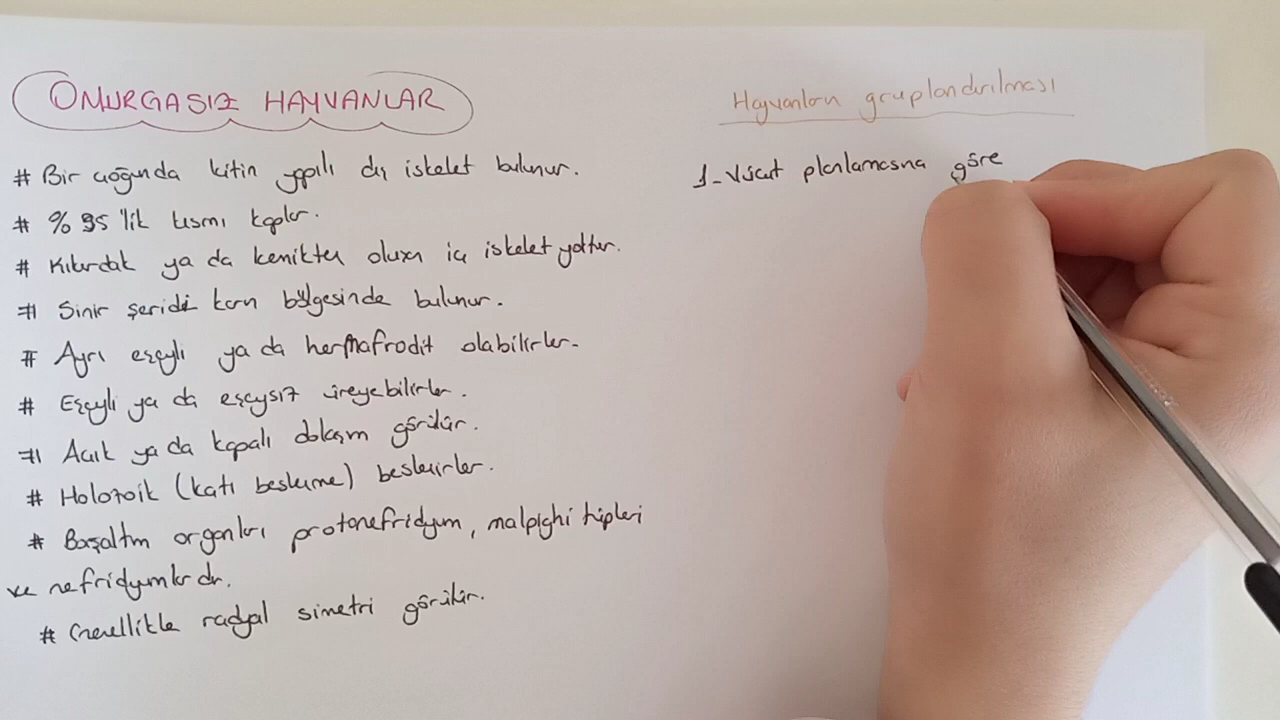 OMURGASIZ HAYVANLAR
# Bir çoğunda kitin yapılı dış iskelet bulunur.
# % 95 'lik kısmı kaplar.
# Kıkırdak ya da kemikten oluşan iç iskelet yoktur.
# Sinir şeridi karın bölgesinde bulunur.
# Ayrı eşeyli ya da hermafrodit olabilirler.
# Eşeyli ya da eşeysiz üreyebilirler.
# Açık ya da kapalı dolaşım görülür.
# Holozoik (katı beslenme) beslenirler.
# Boşaltım organları protonefridyum, malpighi tüpleri
ve nefridyumlardır.
# Genellikle radyal simetri görülür.
Hayvanların gruplandırılması
1- Vücut planlamasına göre